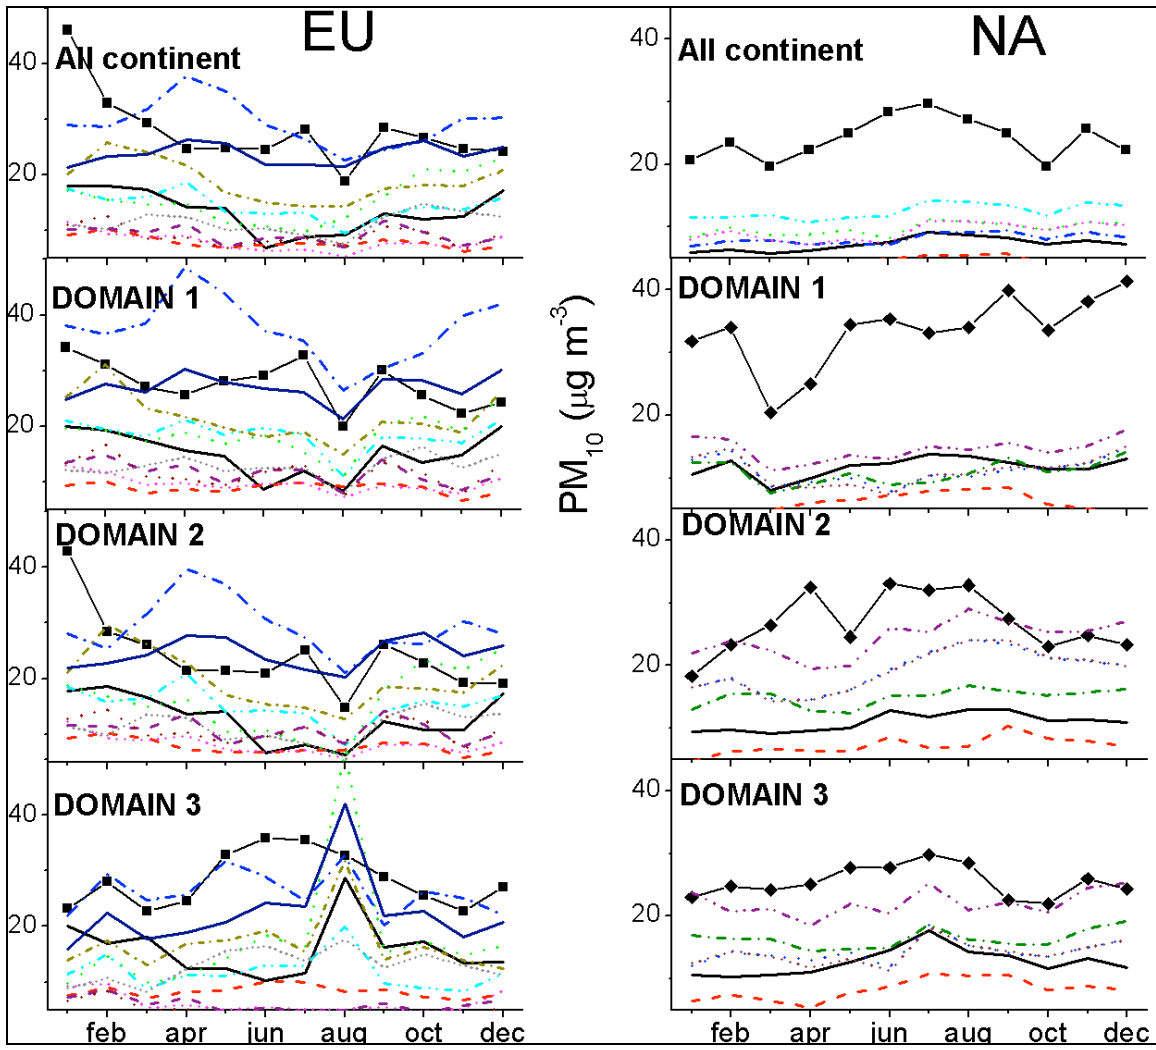 EU
All continent
40
20
DOMAIN 1
40
20
DOMAIN 2
40
20
DOMAIN 3
40
20
feb apr jun aug oct dec
PM10 (µg m-3)
NA
All continent
40
20
DOMAIN 1
40
20
DOMAIN 2
40
20
DOMAIN 3
40
20
feb apr jun aug oct dec